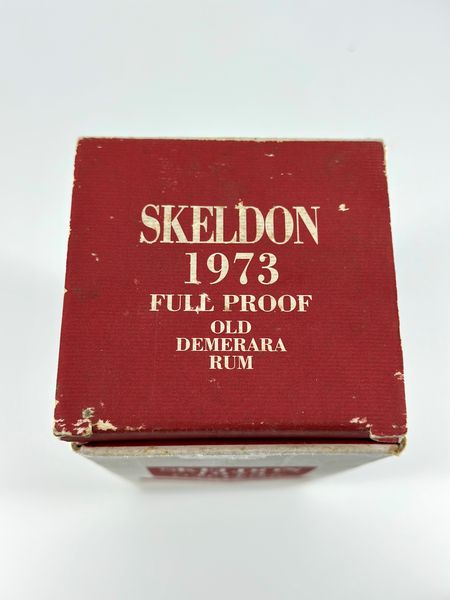 SKELDON
1973
FULL PROOF
OLD
DEMERARA
RUM